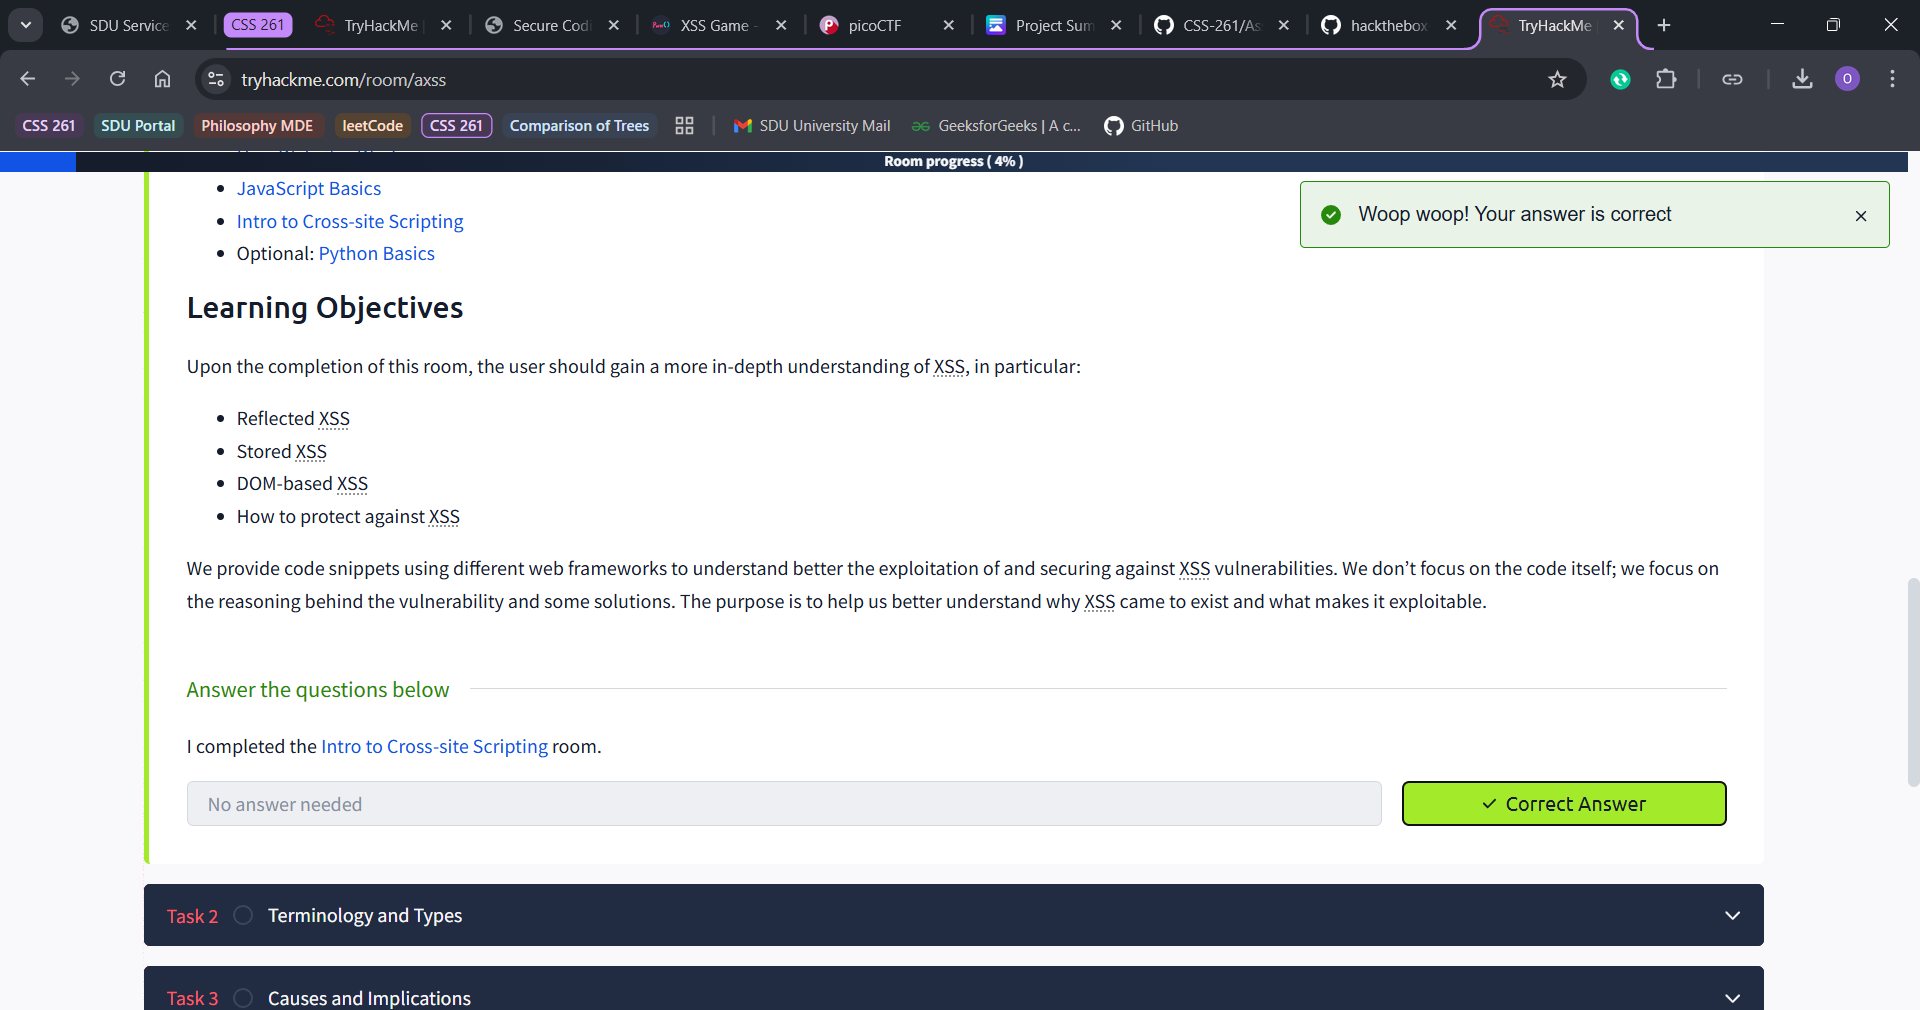 SDU Service
CSS 261
TryHackMe |
Secure Codi
XSS Game -
picoCTF
Project Sum
CSS-261/As
hackthebox
TryHackMe
tryhackme.com/room/axss
O
CSS 261
SDU Portal
Philosophy MDE
leetCode
CSS 261
Comparison of Trees
SDU University Mail
GeeksforGeeks | A c...
GitHub
Room progress ( 4% )
JavaScript Basics
Intro to Cross-site Scripting
Optional: Python Basics
Woop woop! Your answer is correct
Learning Objectives
Upon the completion of this room, the user should gain a more in-depth understanding of XSS, in particular:
Reflected XSS
Stored XSS
DOM-based XSS
How to protect against XSS
We provide code snippets using different web frameworks to understand better the exploitation of and securing against XSS vulnerabilities. We don’t focus on the code itself; we focus on
the reasoning behind the vulnerability and some solutions. The purpose is to help us better understand why XSS came to exist and what makes it exploitable.
Answer the questions below
I completed the Intro to Cross-site Scripting room.
No answer needed
Correct Answer
Task 2 Terminology and Types
Task 3 Causes and Implications